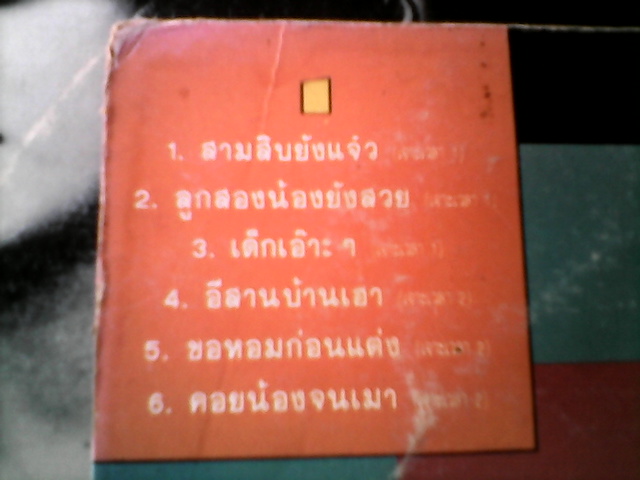 1. สามสิบยังแจ๋ว
2. ลูกสองน้องยังสวย
3. เด็กเอ๊าะ ๆ
4. อีสานบ้านเฮา
5. ขอหอมก่อนแต่ง
6. คอยน้องจนเมา